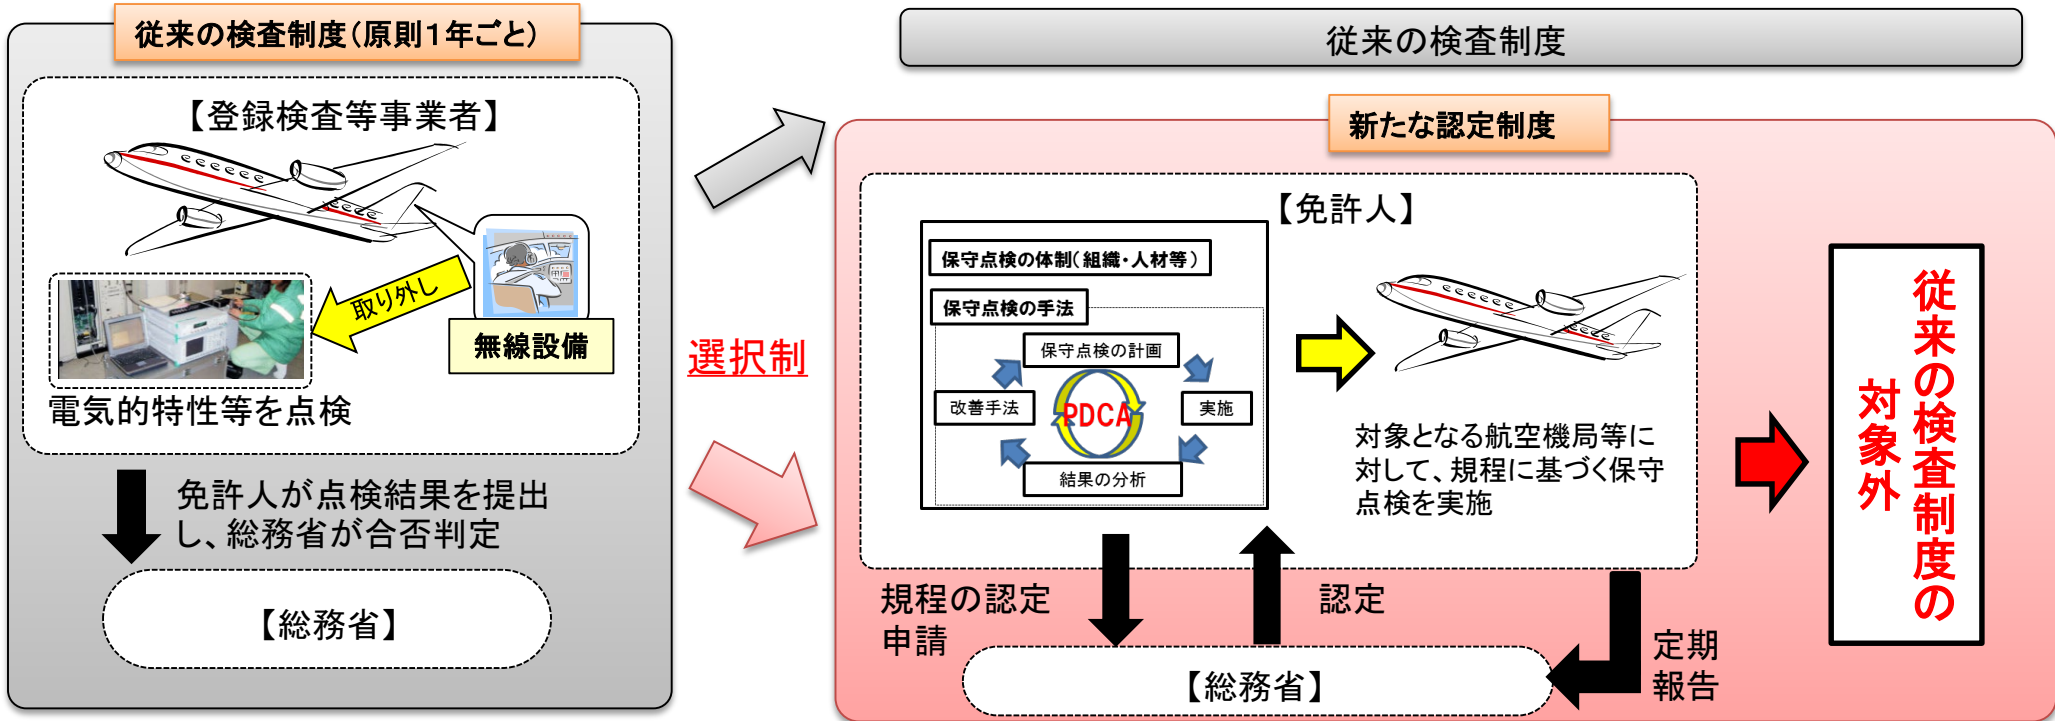 従来の検査制度(原則1年ごと)
【登録検査等事業者】
取り外し
無線設備
電気的特性等を点検
免許人が点検結果を提出
し、総務省が合否判定
【総務省】
選択制
従来の検査制度
新たな認定制度
【免許人】
保守点検の体制(組織・人材等)
保守点検の手法
保守点検の計画
改善手法
PDCA
実施
結果の分析
対象となる航空機局等に
対して、規程に基づく保守
点検を実施
規程の認定
申請
認定
定期
報告
【総務省】
従来の検査制度の
対象外